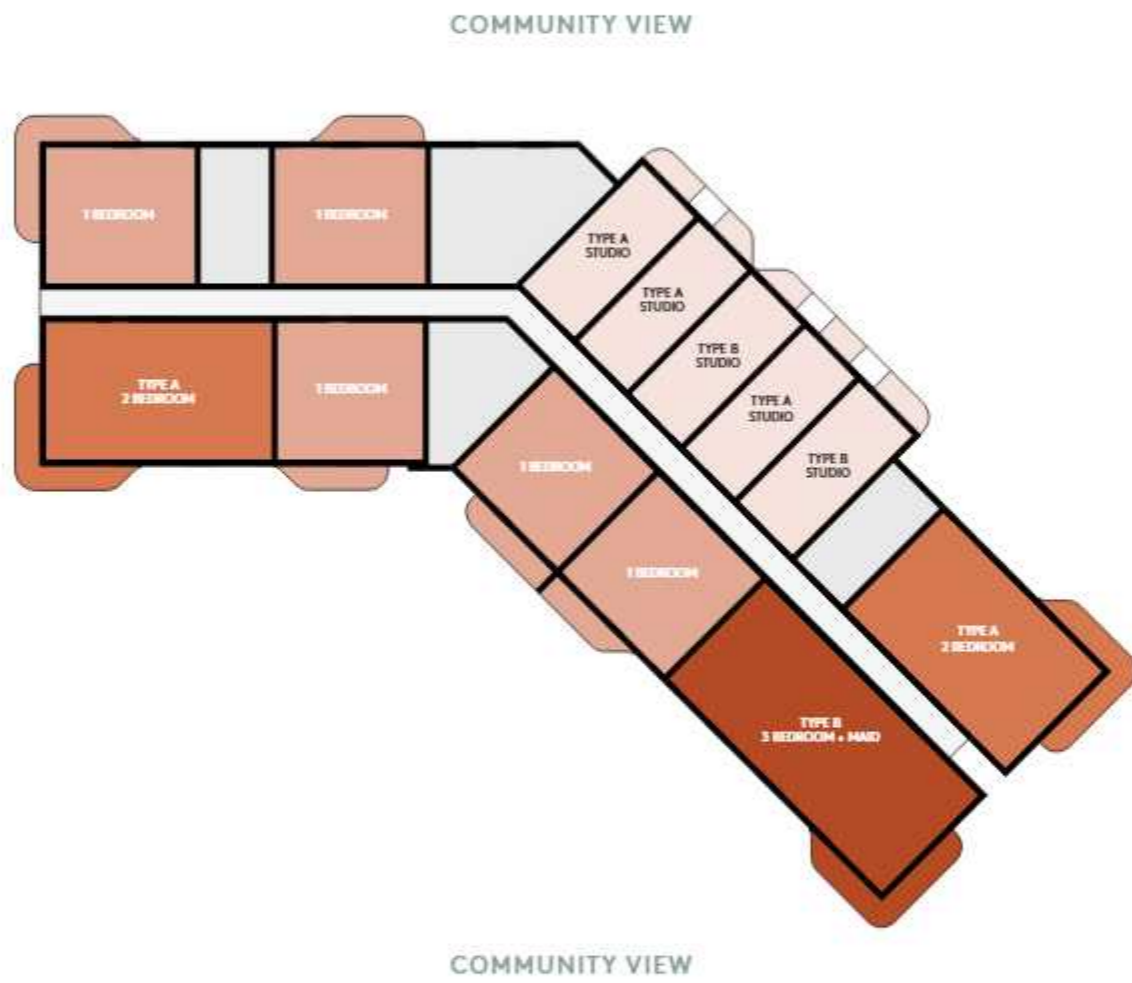 COMMUNITY VIEW
1 BEDROOM
1 BEDROOM
TYPE A
STUDIO
TYPE A
STUDIO
TYPE B
STUDIO
TYPE A
STUDIO
TYPE B
STUDIO
TYPE A
2 BEDROOM
1 BEDROOM
1 BEDROOM
1 BEDROOM
TYPE A
2 BEDROOM
TYPE B
3 BEDROOM + MAID
COMMUNITY VIEW